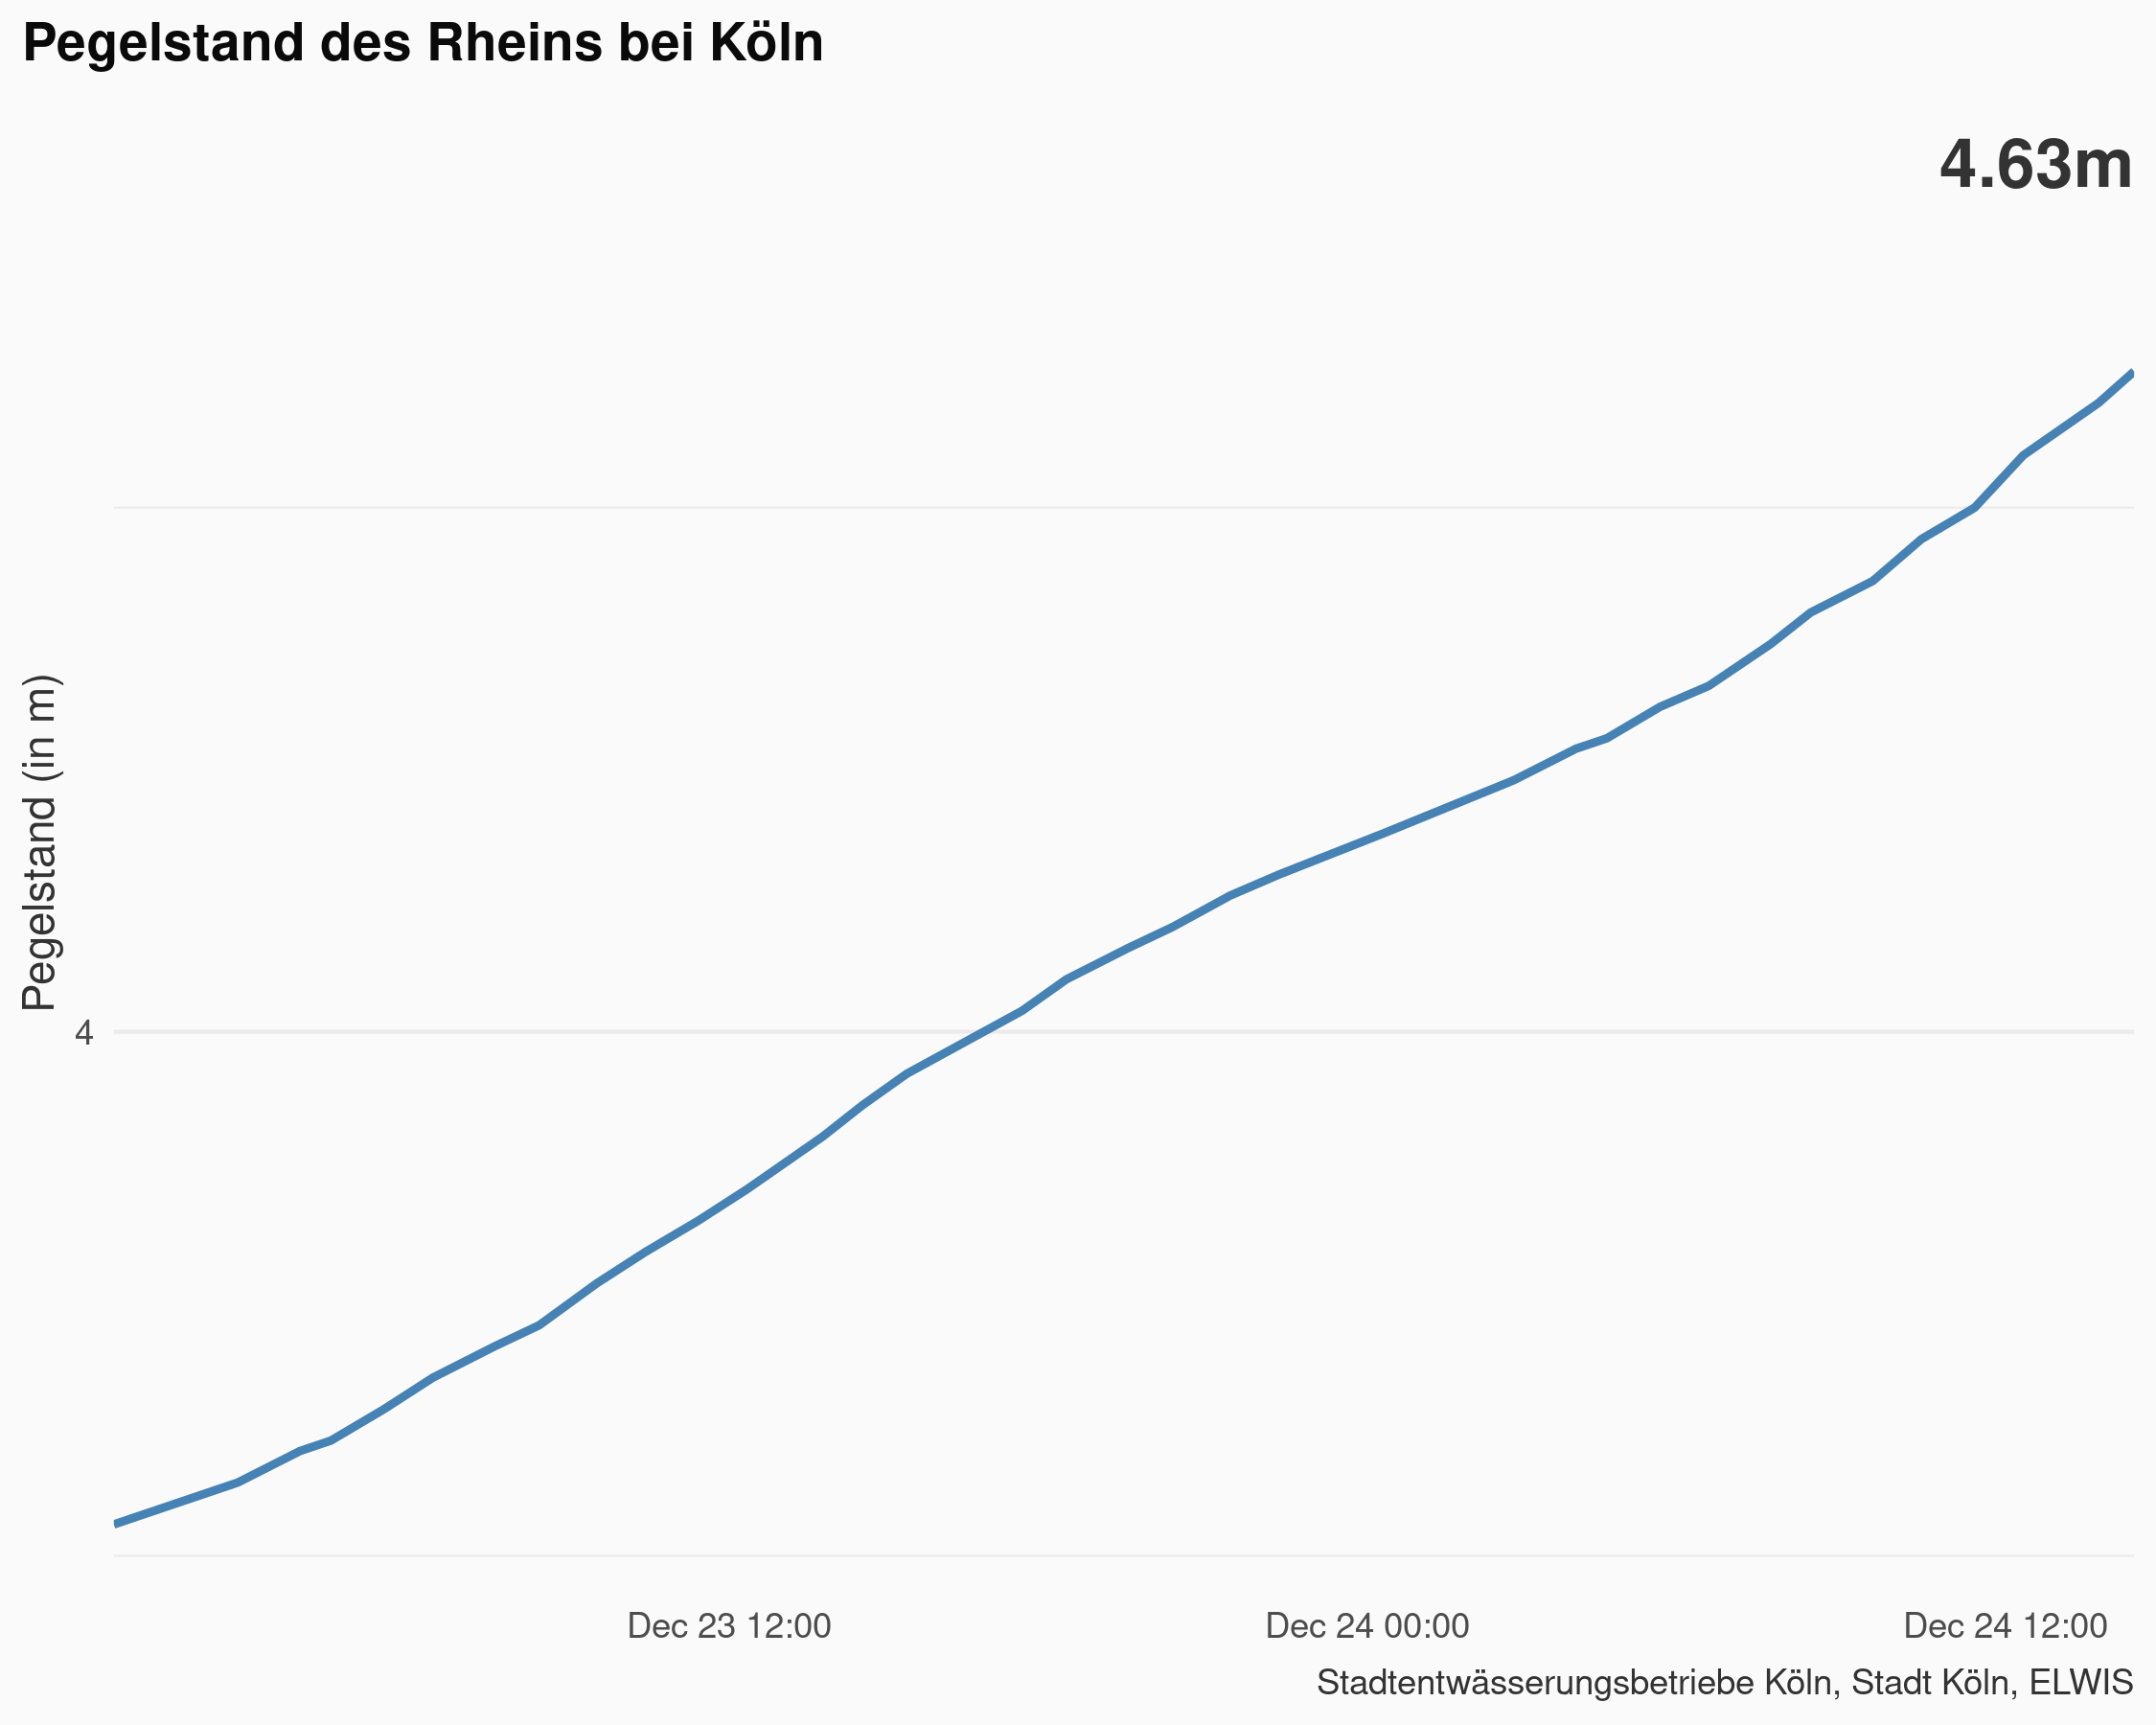 Pegelstand des Rheins bei Köln
4.63m
Pegelstand (in m)
4
Dec 23 12:00
Dec 24 00:00
Dec 24 12:00
Stadtentwässerungsbetriebe Köln, Stadt Köln, ELWIS